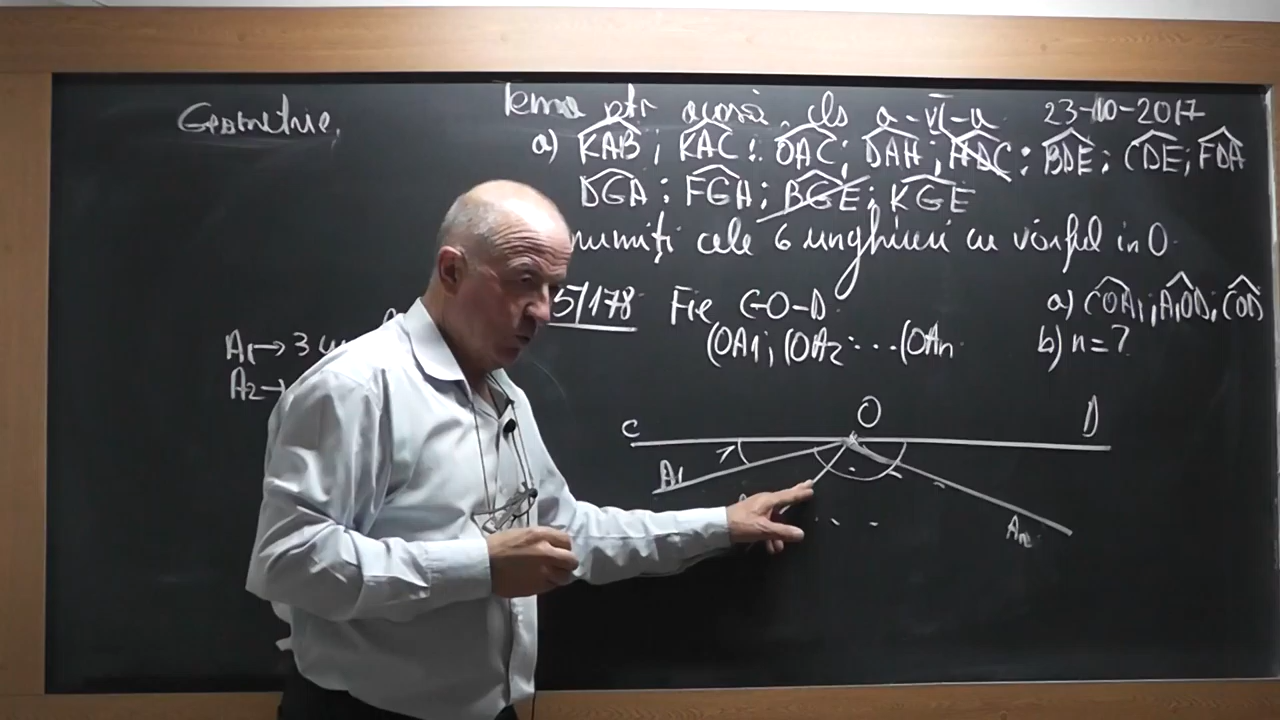 Geometrie,
Tema ptr acasă, cls a-VI-a 23-10-2017
a) KAB; KAC; OAC; DAH; HDC; BDE; CDE; FDA
DGA; FGA; BGE; KGE
numiți cele 6 unghiuri cu vârful în O.
5/178 Fie C-O-D a) COA1; A1OD; COD
(OA1; (OA2 ... (OAn b) n=?
A1→ 3
A2→
O
C D
A1
An